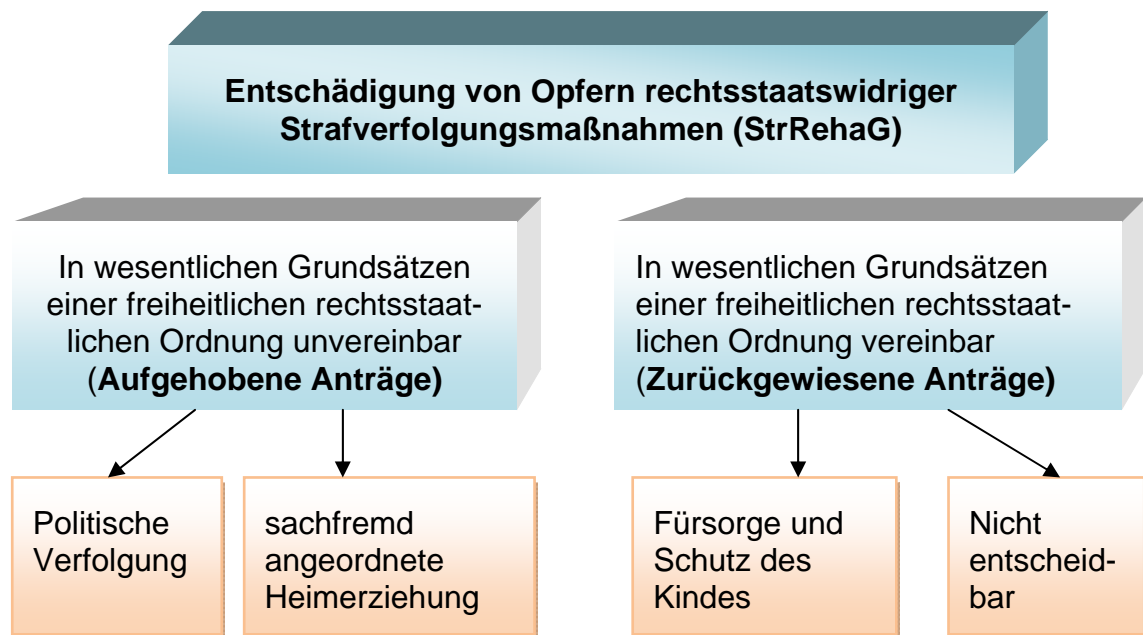 Entschädigung von Opfern rechtsstaatswidriger
Strafverfolgungsmaßnahmen (StrRehaG)
In wesentlichen Grundsätzen
einer freiheitlichen rechtsstaat-
lichen Ordnung unvereinbar
(Aufgehobene Anträge)
In wesentlichen Grundsätzen
einer freiheitlichen rechtsstaat-
lichen Ordnung vereinbar
(Zurückgewiesene Anträge)
Politische
Verfolgung
sachfremd
angeordnete
Heimerziehung
Fürsorge und
Schutz des
Kindes
Nicht
entscheid-
bar